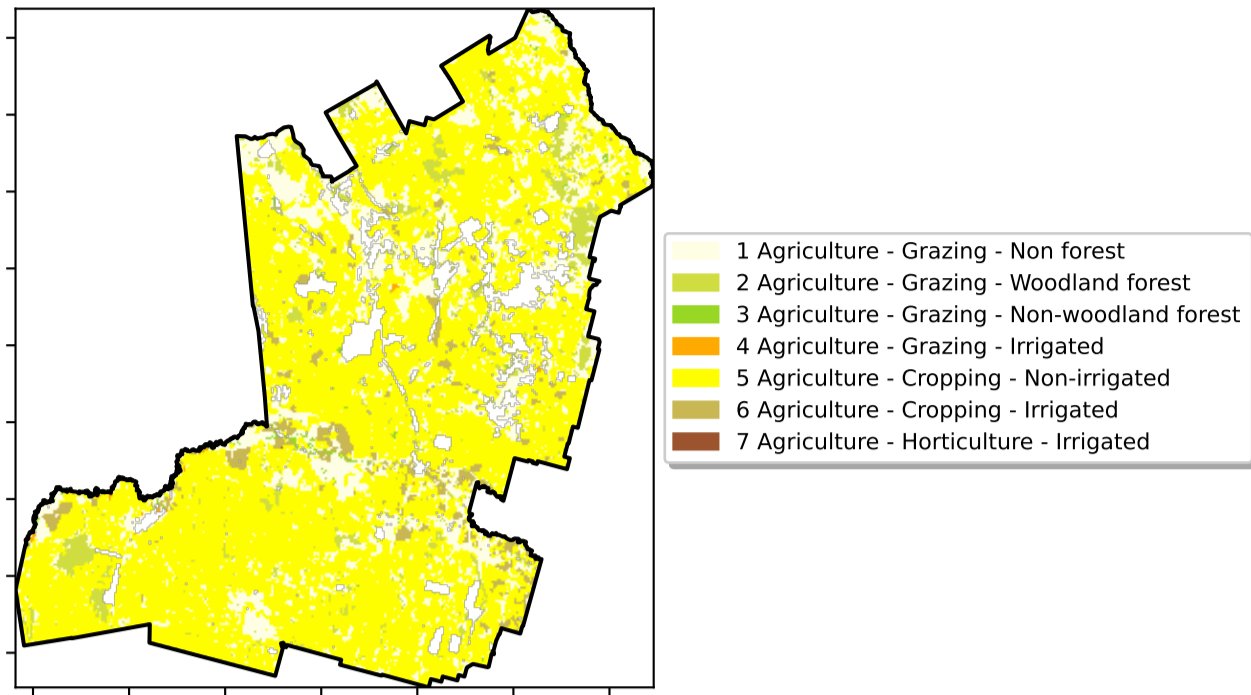 1 Agriculture - Grazing - Non forest
2 Agriculture - Grazing - Woodland forest
3 Agriculture - Grazing - Non-woodland forest
4 Agriculture - Grazing - Irrigated
5 Agriculture - Cropping - Non-irrigated
6 Agriculture - Cropping - Irrigated
7 Agriculture - Horticulture - Irrigated